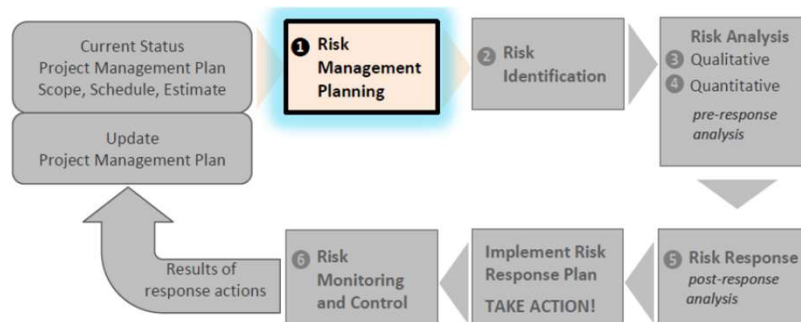 Current Status
Project Management Plan
Scope, Schedule, Estimate
Update
Project Management Plan
1 Risk
Management
Planning
2 Risk
Identification
Risk Analysis
3 Qualitative
4 Quantitative
pre-response
analysis
5 Risk Response
post-response
analysis
Implement Risk
Response Plan
TAKE ACTION!
6 Risk
Monitoring
and Control
Results of
response actions